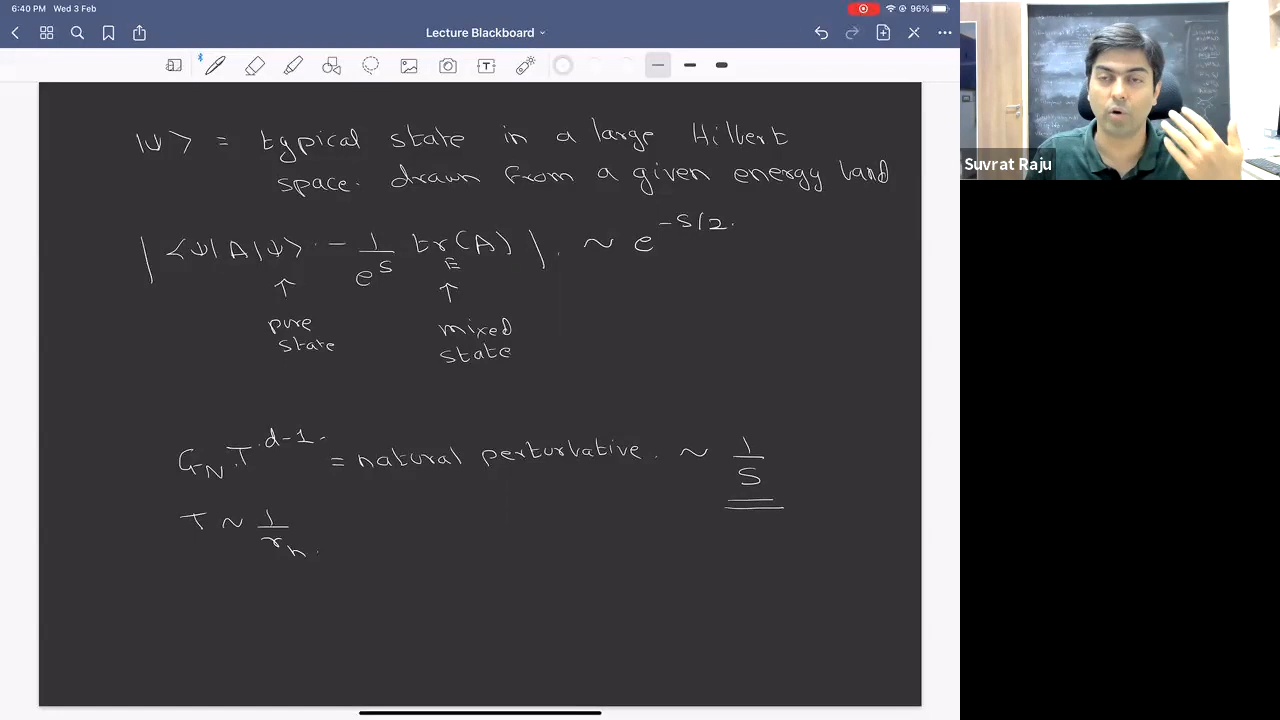 6:40 PM Wed 3 Feb
96%
Lecture Blackboard
|ψ> = typical state in a large Hilbert
space. drawn from a given energy band
| <ψ|A|ψ> - 1/e^S tr_E(A) | ~ e^{-S/2}.
↑ ↑
pure mixed
state state
G_N T^{d-1} = natural perturbative. ~ 1/S
T ~ 1/r_h.
Suvrat Raju